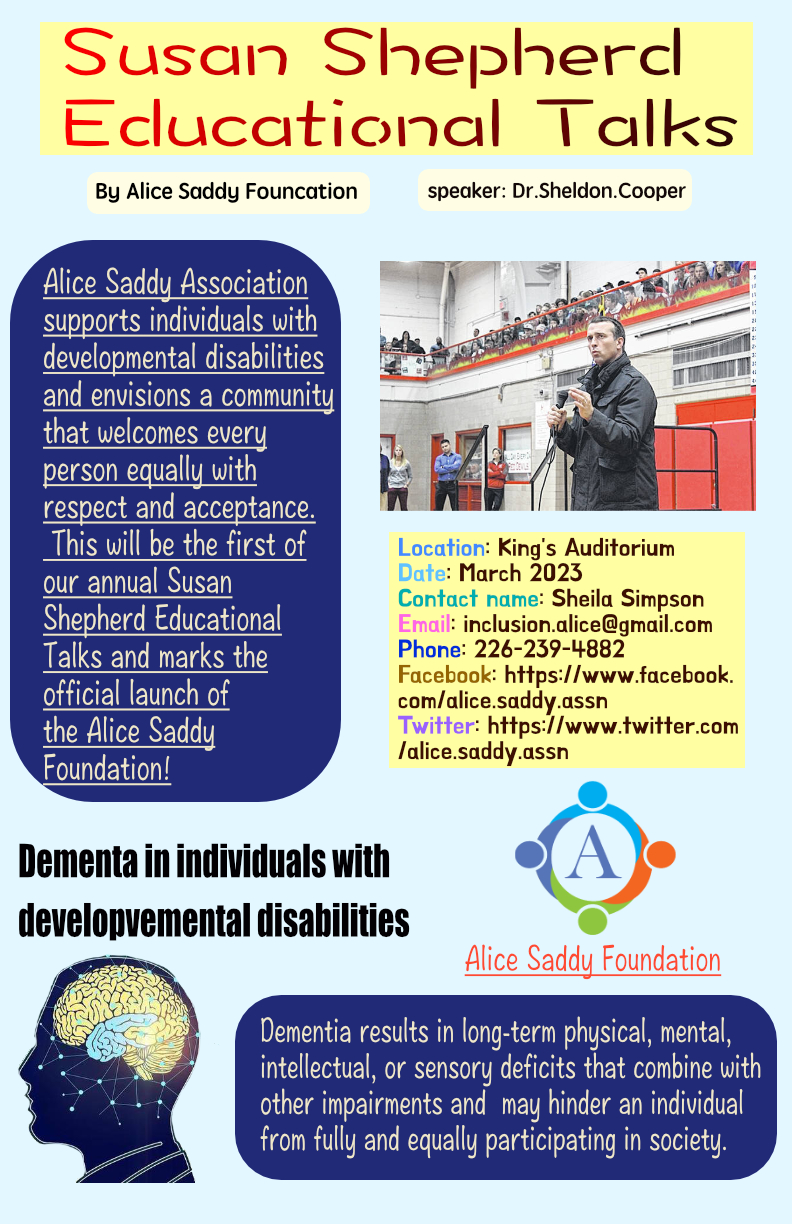 Susan Shepherd
Educational Talks
By Alice Saddy Founcation
speaker: Dr.Sheldon.Cooper
Alice Saddy Association
supports individuals with
developmental disabilities
and envisions a community
that welcomes every
person equally with
respect and acceptance.
This will be the first of
our annual Susan
Shepherd Educational
Talks and marks the
official launch of
the Alice Saddy
Foundation!
Location: King's Auditorium
Date: March 2023
Contact name: Sheila Simpson
Email: inclusion.alice@gmail.com
Phone: 226-239-4882
Facebook: https://www.facebook.
com/alice.saddy.assn
Twitter: https://www.twitter.com
/alice.saddy.assn
A
Alice Saddy Foundation
Dementa in individuals with
developvemental disabilities
Dementia results in long-term physical, mental,
intellectual, or sensory deficits that combine with
other impairments and  may hinder an individual
from fully and equally participating in society.